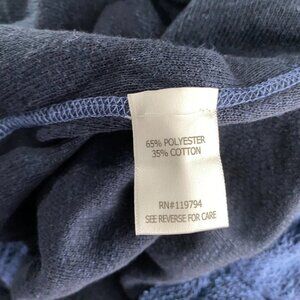 65% POLYESTER
35% COTTON
RN#119794
SEE REVERSE FOR CARE